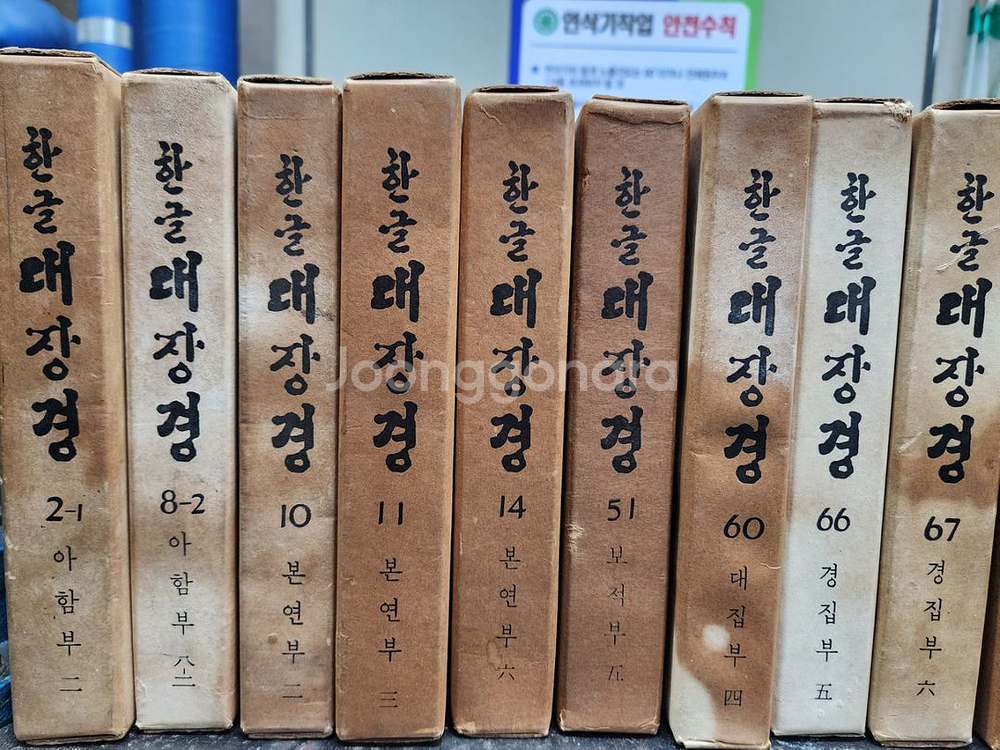 연삭기작업 안전수칙
한글대장경 2-1 아함부 二
한글대장경 8-2 아함부 八-二
한글대장경 10 본연부 二
한글대장경 11 본연부 三
한글대장경 14 본연부 六
한글대장경 51 보적부 五
한글대장경 60 대집부 四
한글대장경 66 경집부 五
한글대장경 67 경집부 六
Joonggonara